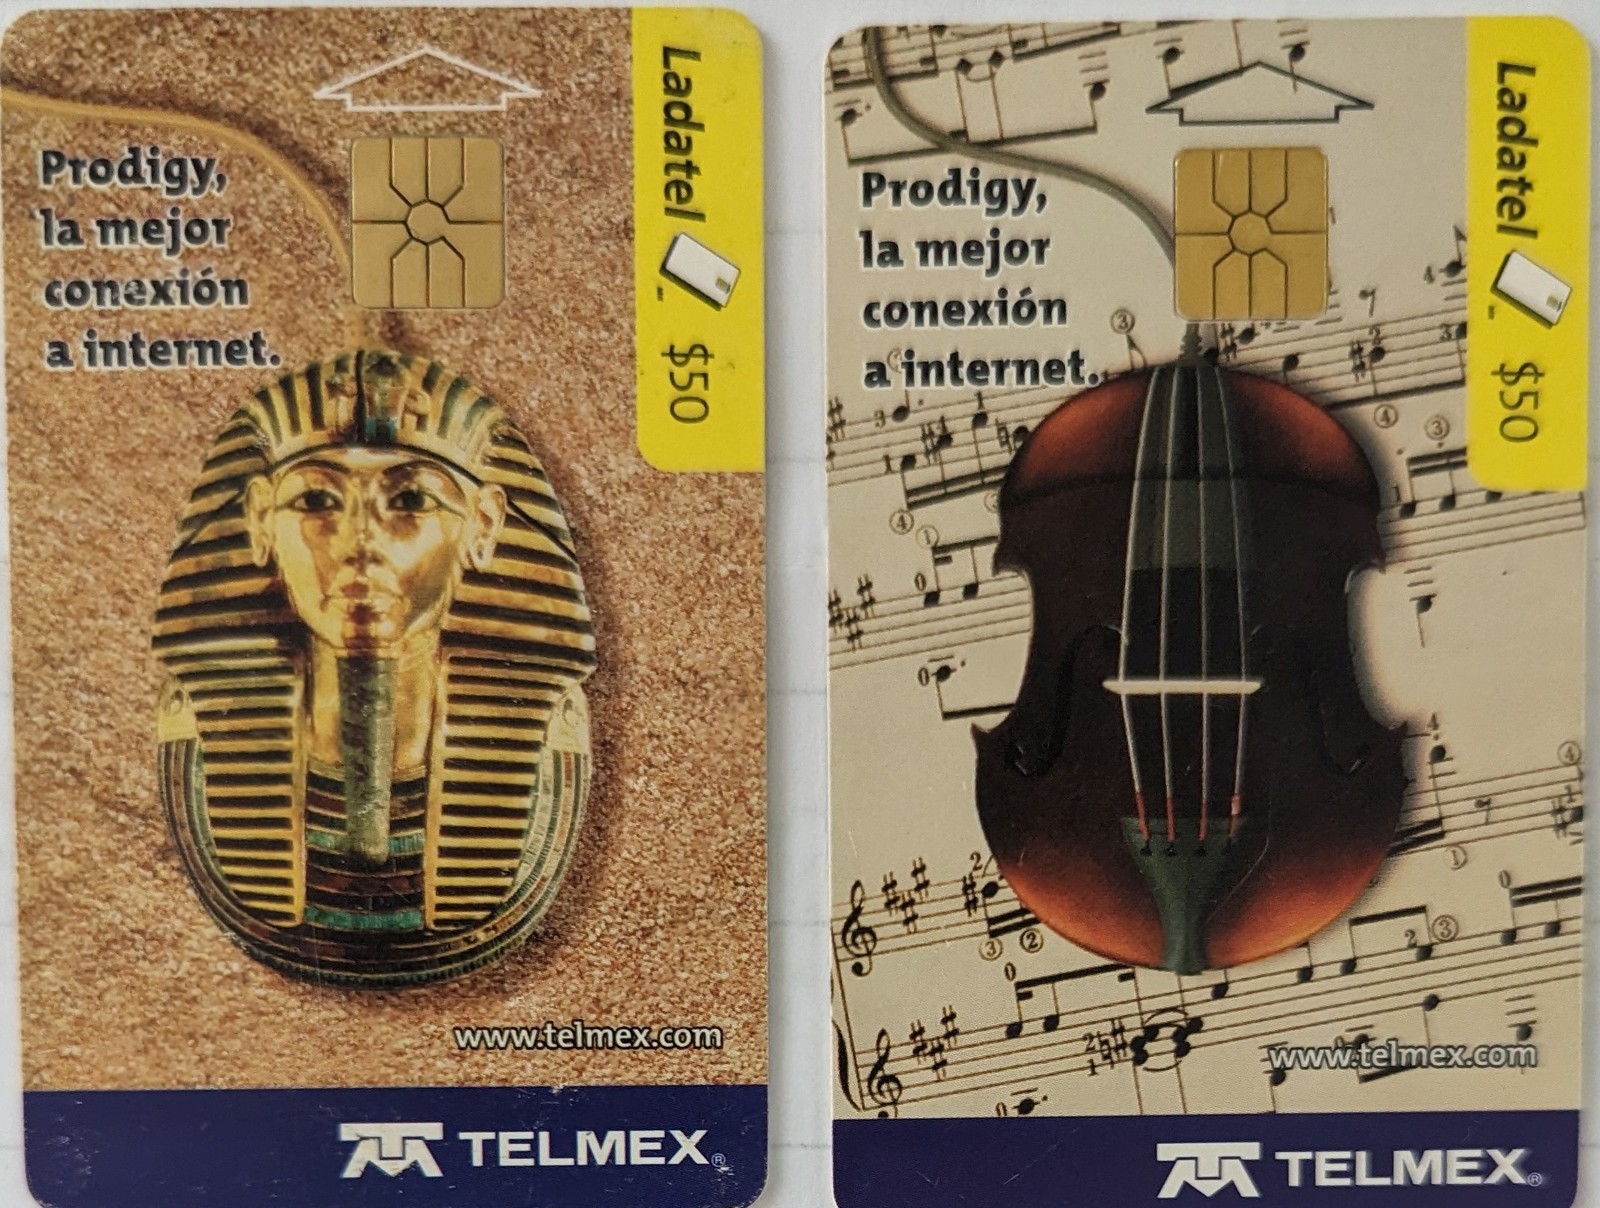 Ladatel
$50
Prodigy,
la mejor
conexión
a internet.
www.telmex.com
TELMEX®
Ladatel
$50
Prodigy,
la mejor
conexión
a internet.
www.telmex.com
TELMEX®